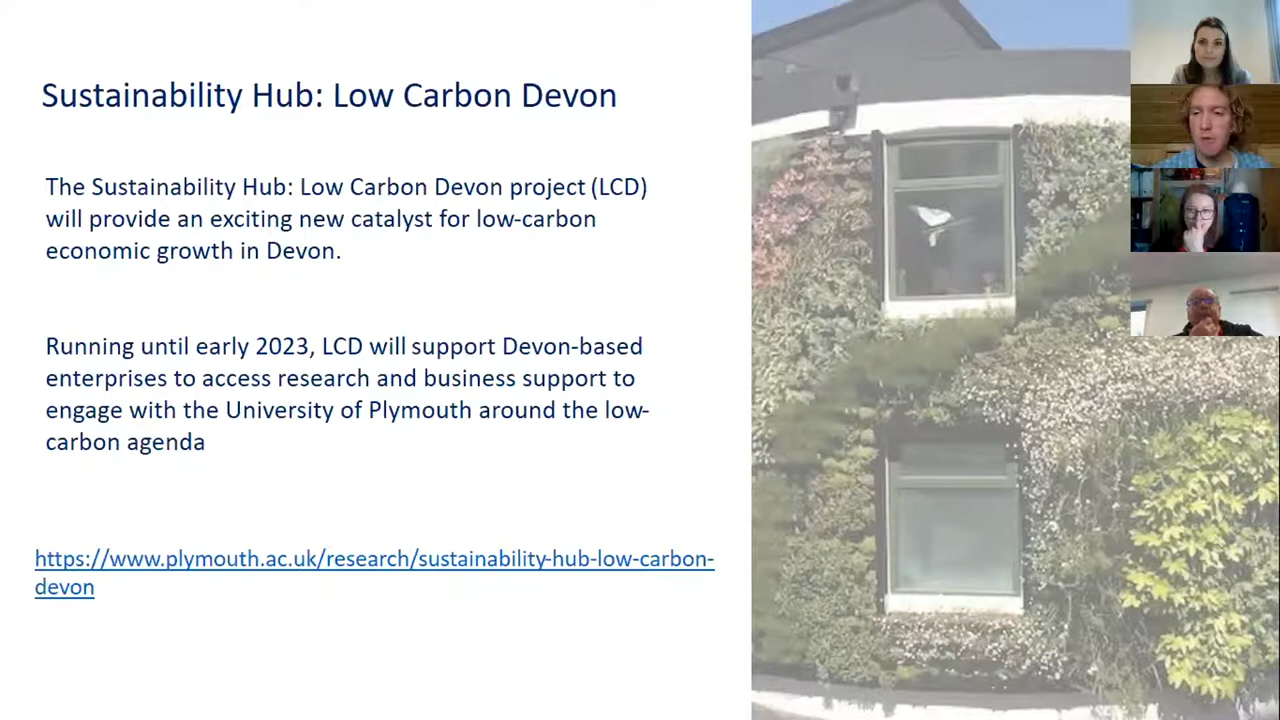 Sustainability Hub: Low Carbon Devon
The Sustainability Hub: Low Carbon Devon project (LCD)
will provide an exciting new catalyst for low-carbon
economic growth in Devon.
Running until early 2023, LCD will support Devon-based
enterprises to access research and business support to
engage with the University of Plymouth around the low-
carbon agenda
https://www.plymouth.ac.uk/research/sustainability-hub-low-carbon-
devon